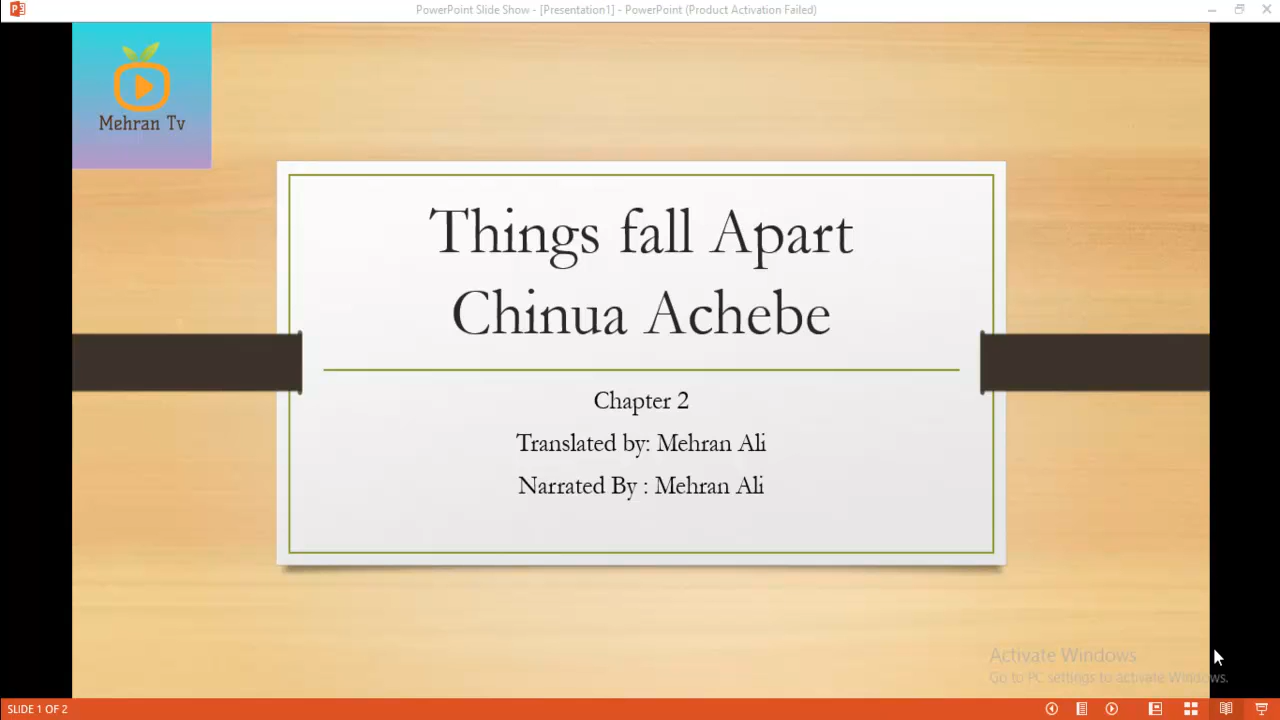 PowerPoint Slide Show - [Presentation1] - PowerPoint (Product Activation Failed)
Mehran Tv
Things fall Apart
Chinua Achebe
Chapter 2
Translated by: Mehran Ali
Narrated By : Mehran Ali
Activate Windows
Go to PC settings to activate Windows.
SLIDE 1 OF 2